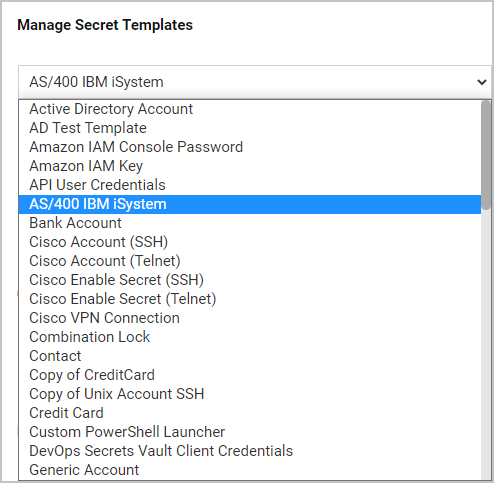 Manage Secret Templates
AS/400 IBM iSystem
Active Directory Account
AD Test Template
Amazon IAM Console Password
Amazon IAM Key
API User Credentials
AS/400 IBM iSystem
Bank Account
Cisco Account (SSH)
Cisco Account (Telnet)
Cisco Enable Secret (SSH)
Cisco Enable Secret (Telnet)
Cisco VPN Connection
Combination Lock
Contact
Copy of CreditCard
Copy of Unix Account SSH
Credit Card
Custom PowerShell Launcher
DevOps Secrets Vault Client Credentials
Generic Account